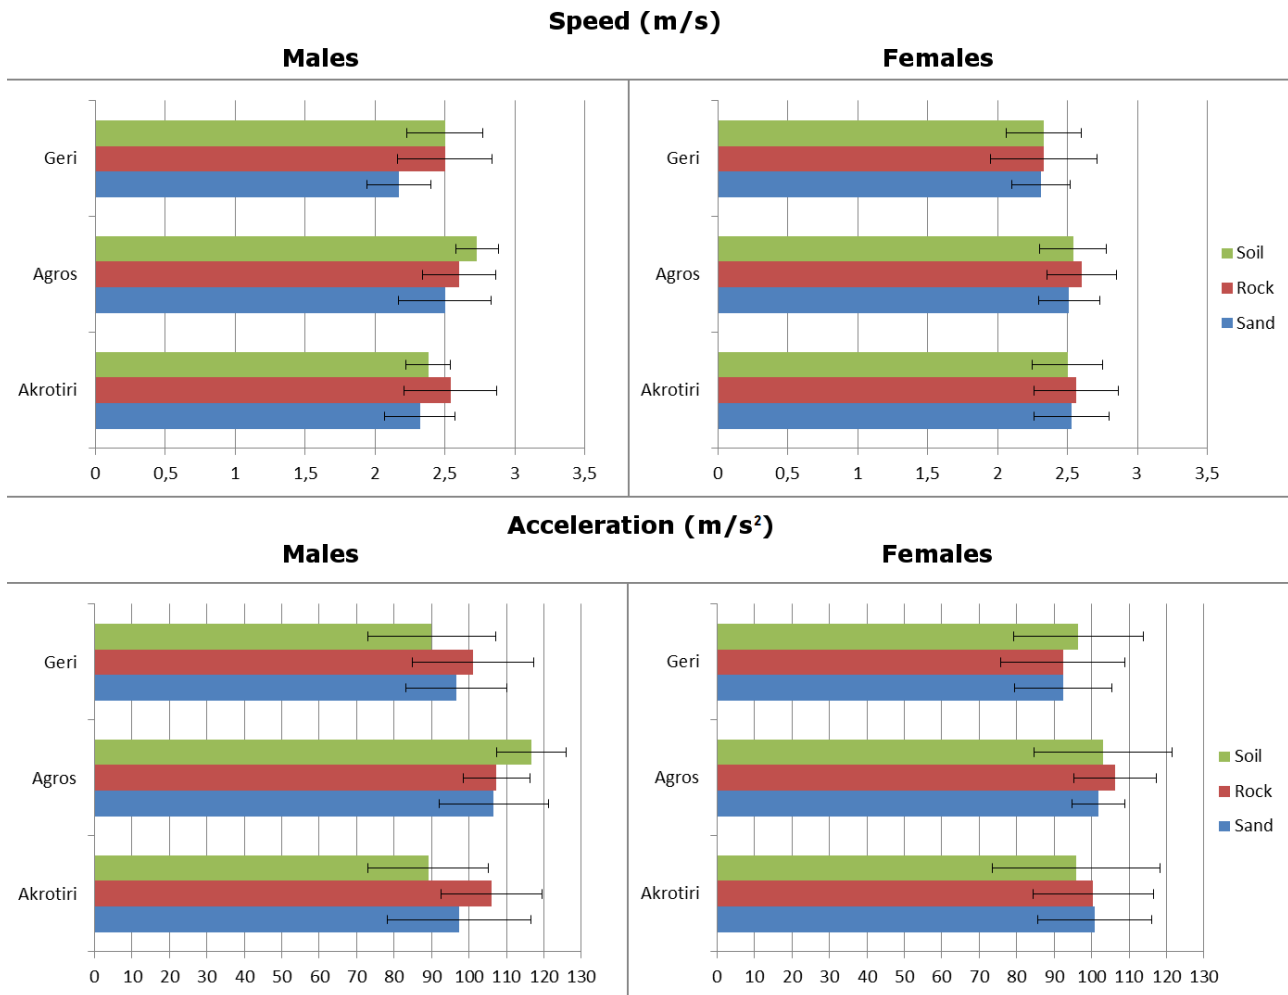 Speed (m/s)
Males Females
Geri Geri
Agros Agros
Akrotiri Akrotiri
Soil
Rock
Sand
0 0,5 1 1,5 2 2,5 3 3,5 0 0,5 1 1,5 2 2,5 3 3,5
Acceleration (m/s²)
Males Females
Geri Geri
Agros Agros
Akrotiri Akrotiri
Soil
Rock
Sand
0 10 20 30 40 50 60 70 80 90 100 110 120 130 0 10 20 30 40 50 60 70 80 90 100 110 120 130